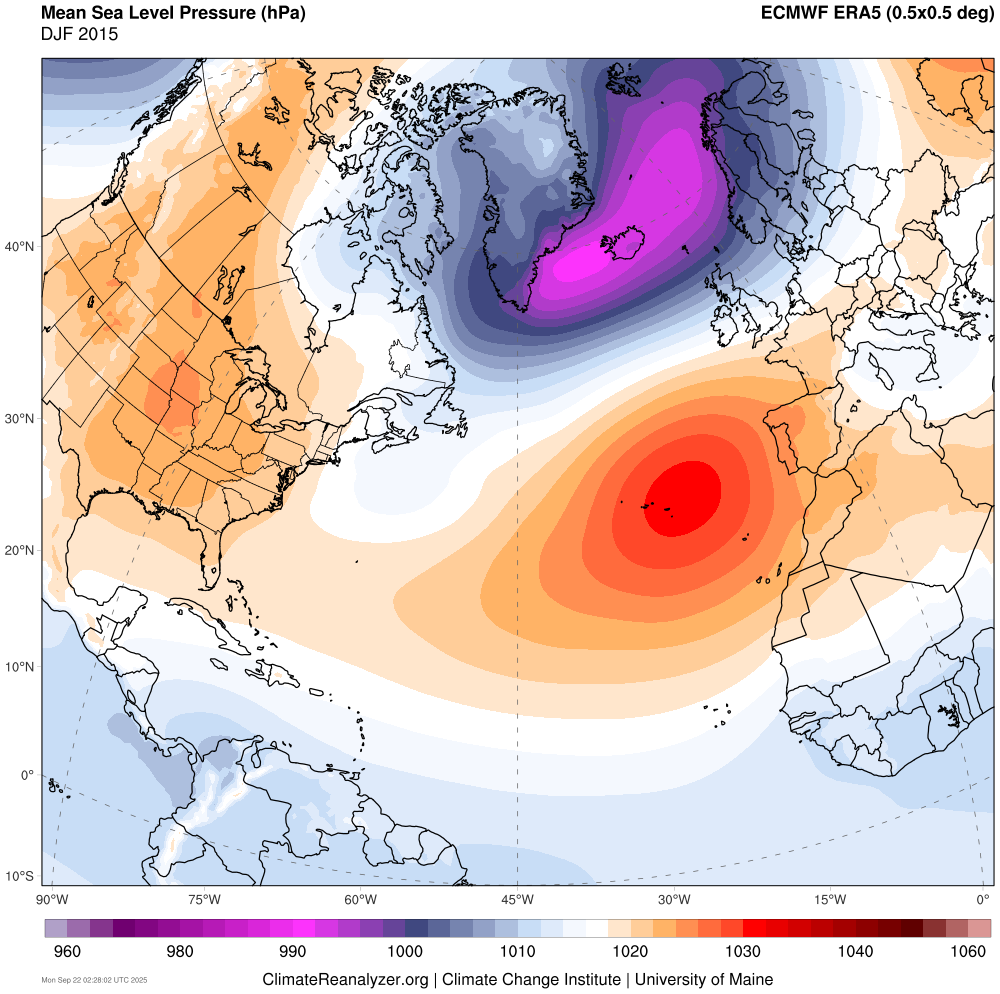 Mean Sea Level Pressure (hPa)
ECMWF ERA5 (0.5x0.5 deg)
DJF 2015
40°N
30°N
20°N
10°N
0°
10°S
90°W 75°W 60°W 45°W 30°W 15°W 0°
960 980 990 1000 1010 1020 1030 1040 1050 1060
Mon Sep 22 02:28:02 UTC 2025
ClimateReanalyzer.org | Climate Change Institute | University of Maine